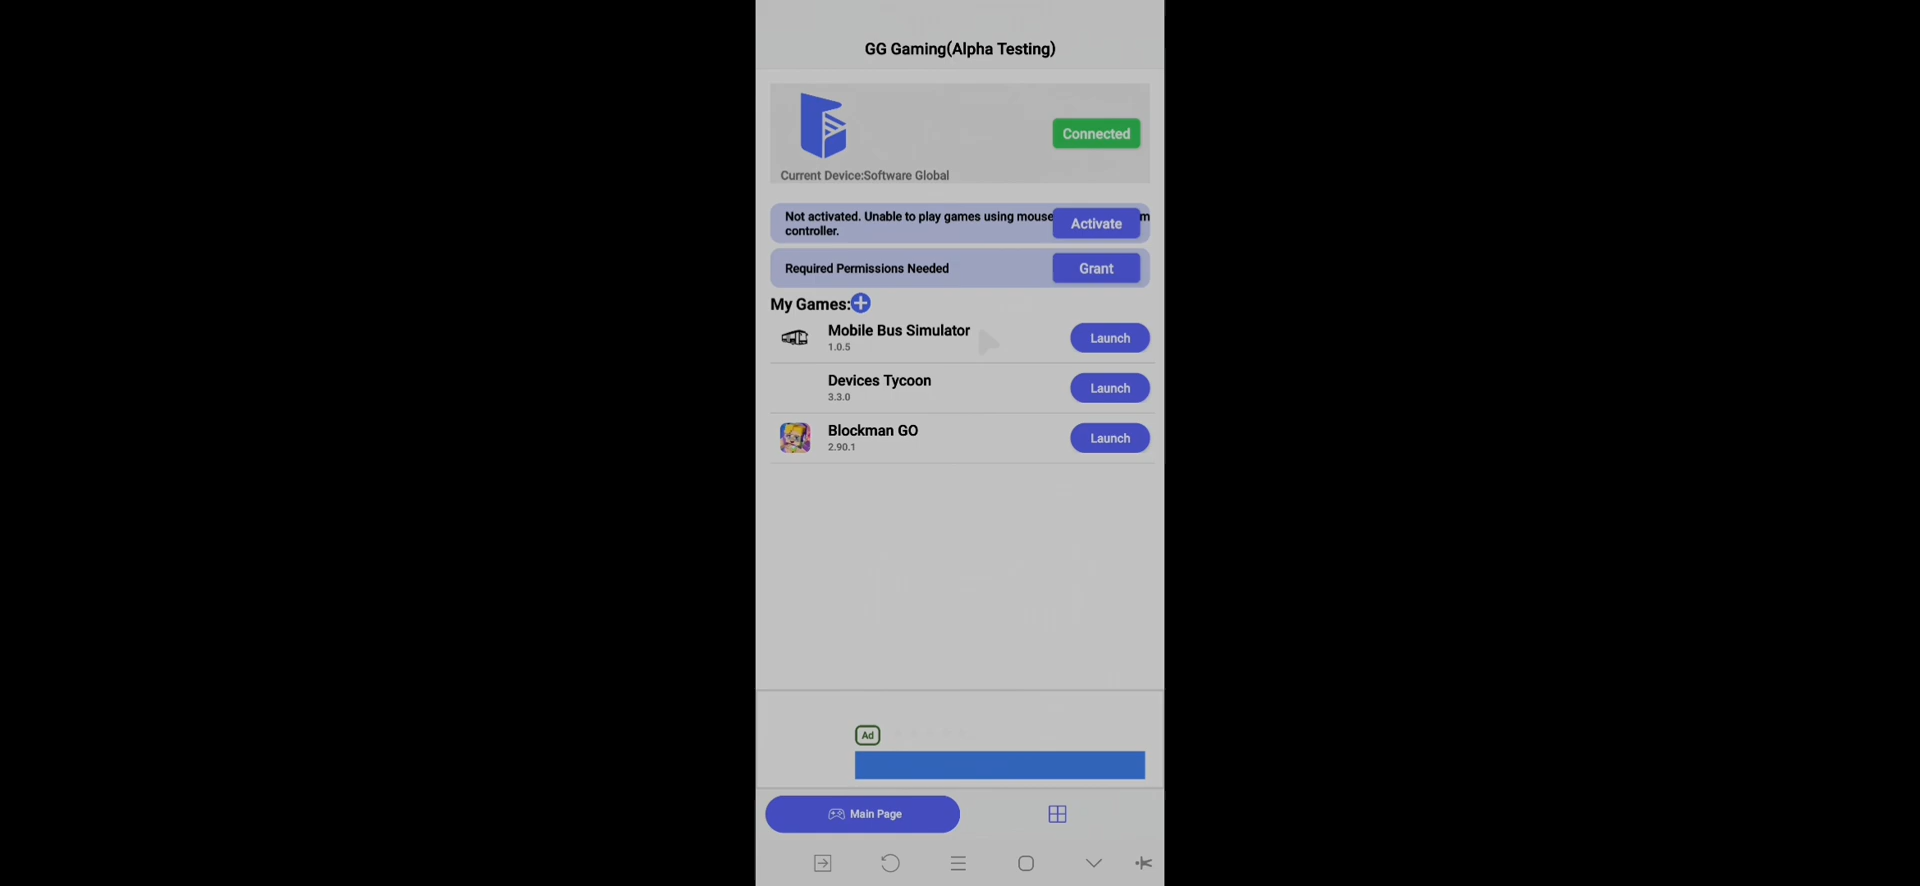 GG Gaming(Alpha Testing)
Connected
Current Device:Software Global
Not activated. Unable to play games using mouse
controller.
Activate
Required Permissions Needed
Grant
My Games:
Mobile Bus Simulator
1.0.5
Launch
Devices Tycoon
3.3.0
Launch
Blockman GO
2.90.1
Launch
Ad
Main Page